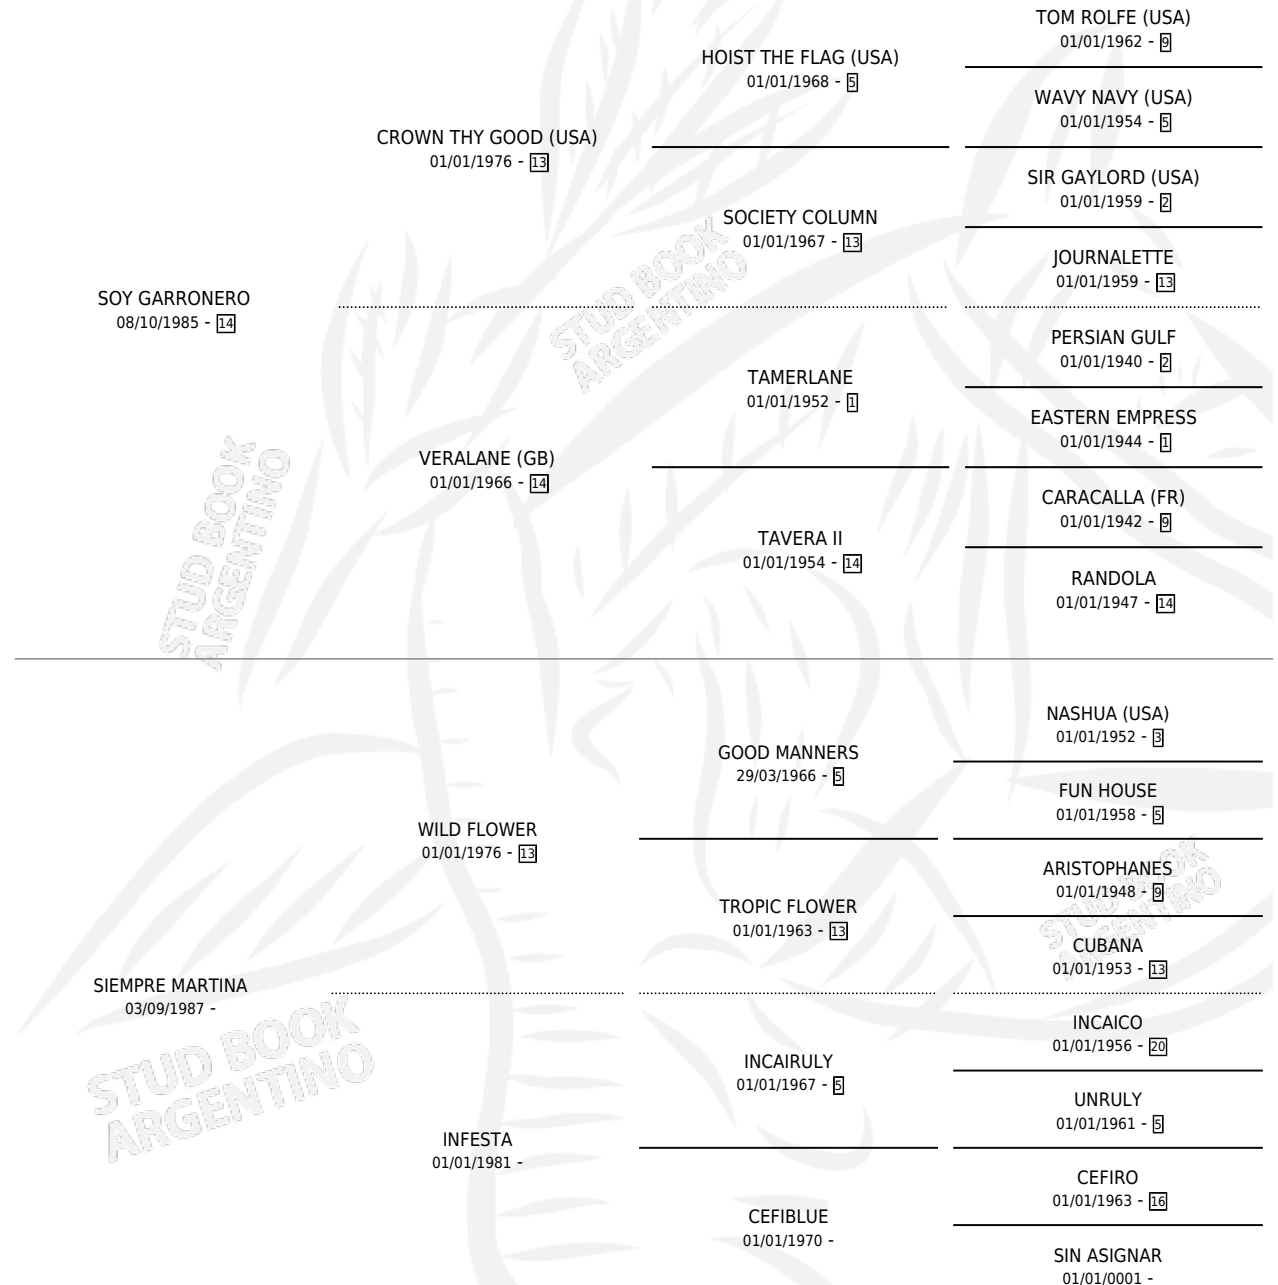 TOM ROLFE (USA)
01/01/1962 - 9
HOIST THE FLAG (USA)
01/01/1968 - 5
WAVY NAVY (USA)
01/01/1954 - 5
CROWN THY GOOD (USA)
01/01/1976 - 13
SIR GAYLORD (USA)
01/01/1959 - 2
SOCIETY COLUMN
01/01/1967 - 13
JOURNALETTE
01/01/1959 - 13
SOY GARRONERO
08/10/1985 - 14
PERSIAN GULF
01/01/1940 - 2
TAMERLANE
01/01/1952 - 1
EASTERN EMPRESS
01/01/1944 - 1
VERALANE (GB)
01/01/1966 - 14
CARACALLA (FR)
01/01/1942 - 9
TAVERA II
01/01/1954 - 14
RANDOLA
01/01/1947 - 14
NASHUA (USA)
01/01/1952 - 3
GOOD MANNERS
29/03/1966 - 5
FUN HOUSE
01/01/1958 - 5
WILD FLOWER
01/01/1976 - 13
ARISTOPHANES
01/01/1948 - 9
TROPIC FLOWER
01/01/1963 - 13
CUBANA
01/01/1953 - 13
SIEMPRE MARTINA
03/09/1987 -
INCAICO
01/01/1956 - 20
INCAIRULY
01/01/1967 - 5
UNRULY
01/01/1961 - 5
INFESTA
01/01/1981 -
CEFIRO
01/01/1963 - 16
CEFIBLUE
01/01/1970 -
SIN ASIGNAR
01/01/0001 -
STUD BOOK
ARGENTINO
STUD BOOK
ARGENTINO
STUD BOOK
ARGENTINO
STUD BOOK
ARGENTINO